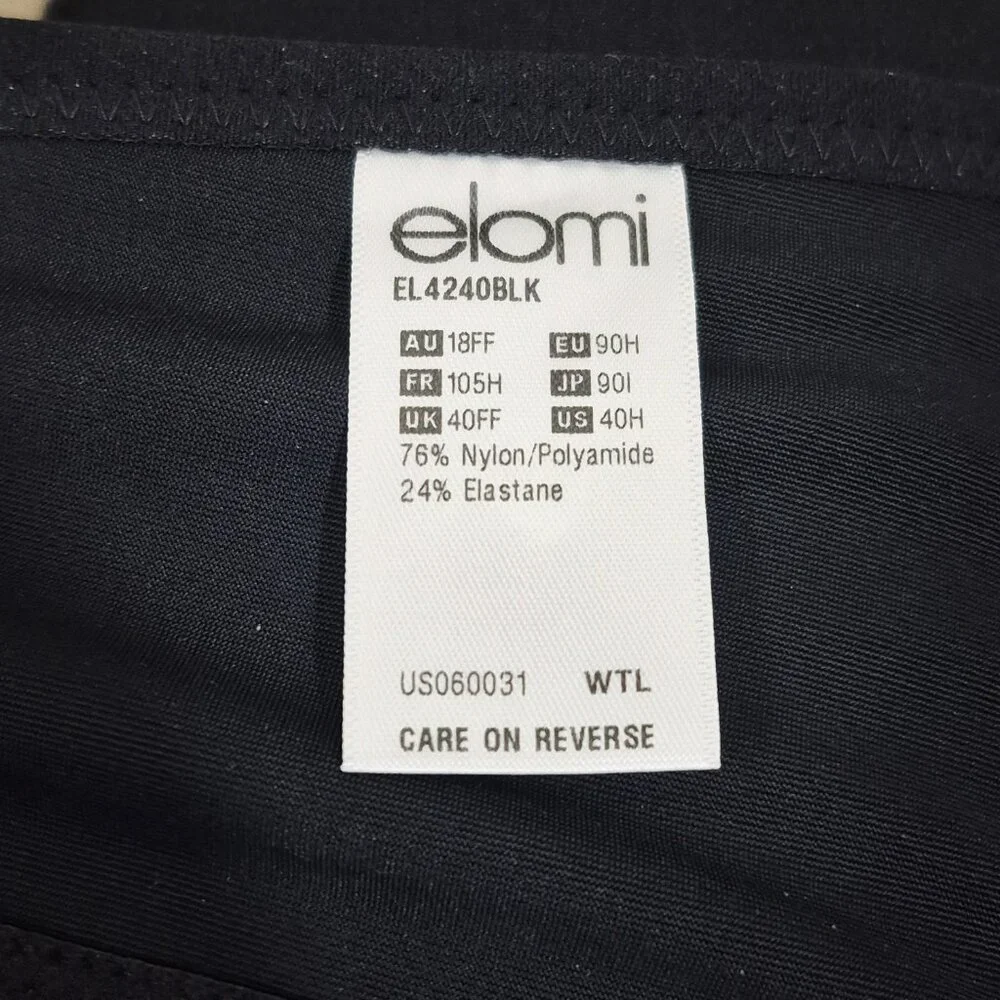 elomi
EL4240BLK
AU 18FF EU 90H
FR 105H JP 90I
UK 40FF US 40H
76% Nylon/Polyamide
24% Elastane
US060031 WTL
CARE ON REVERSE